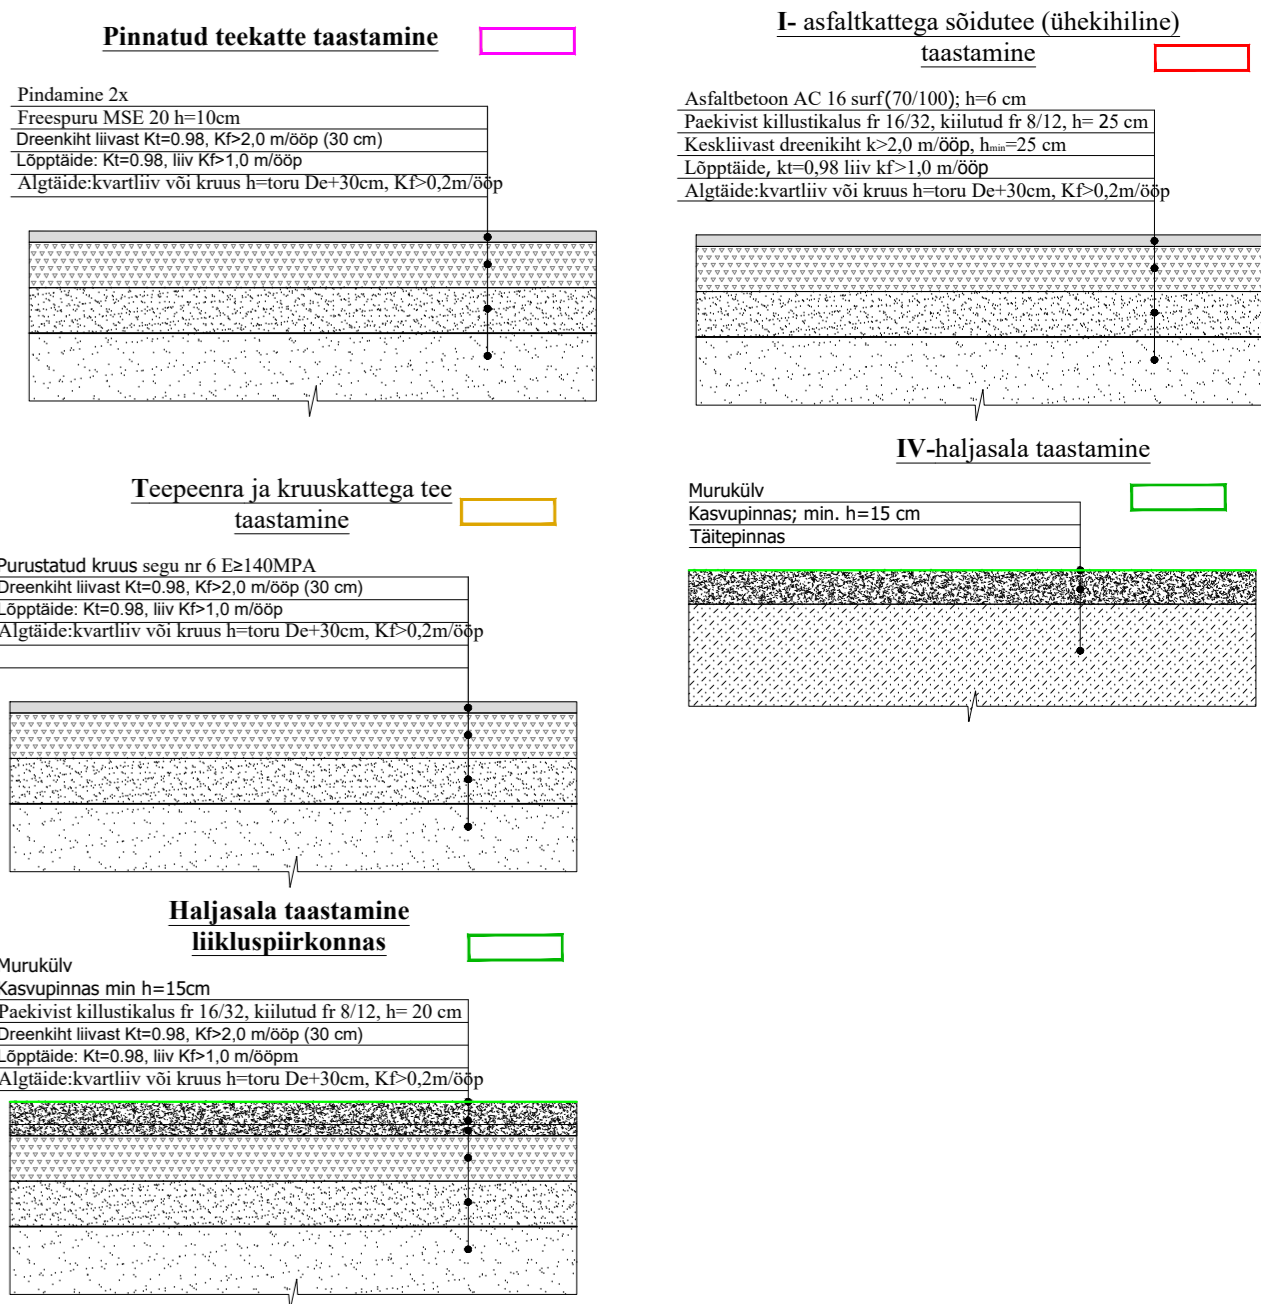 Pinnatud teekatte taastamine
Pindamine 2x
Freespuru MSE 20 h=10cm
Dreenkiht liivast Kt=0.98, Kf>2,0 m/ööp (30 cm)
Lõpptäide: Kt=0.98, liiv Kf>1,0 m/ööp
Algtäide:kvartliiv või kruus h=toru De+30cm, Kf>0,2m/ööp
I- asfaltkattega sõidutee (ühekihiline)
taastamine
Asfaltbetoon AC 16 surf(70/100); h=6 cm
Paekivist killustikalus fr 16/32, kiilutud fr 8/12, h= 25 cm
Keskliivast dreenikiht k>2,0 m/ööp, hmin=25 cm
Lõpptäide, kt=0,98 liiv kf>1,0 m/ööp
Algtäide:kvartliiv või kruus h=toru De+30cm, Kf>0,2m/ööp
Teepeenra ja kruuskattega tee
taastamine
Purustatud kruus segu nr 6 E≥140MPA
Dreenkiht liivast Kt=0.98, Kf>2,0 m/ööp (30 cm)
Lõpptäide: Kt=0.98, liiv Kf>1,0 m/ööp
Algtäide:kvartliiv või kruus h=toru De+30cm, Kf>0,2m/ööp
IV-haljasala taastamine
Murukülv
Kasvupinnas; min. h=15 cm
Täitepinnas
Haljasala taastamine
liikluspiirkonnas
Murukülv
Kasvupinnas min h=15cm
Paekivist killustikalus fr 16/32, kiilutud fr 8/12, h= 20 cm
Dreenkiht liivast Kt=0.98, Kf>2,0 m/ööp (30 cm)
Lõpptäide: Kt=0.98, liiv Kf>1,0 m/ööpm
Algtäide:kvartliiv või kruus h=toru De+30cm, Kf>0,2m/ööp